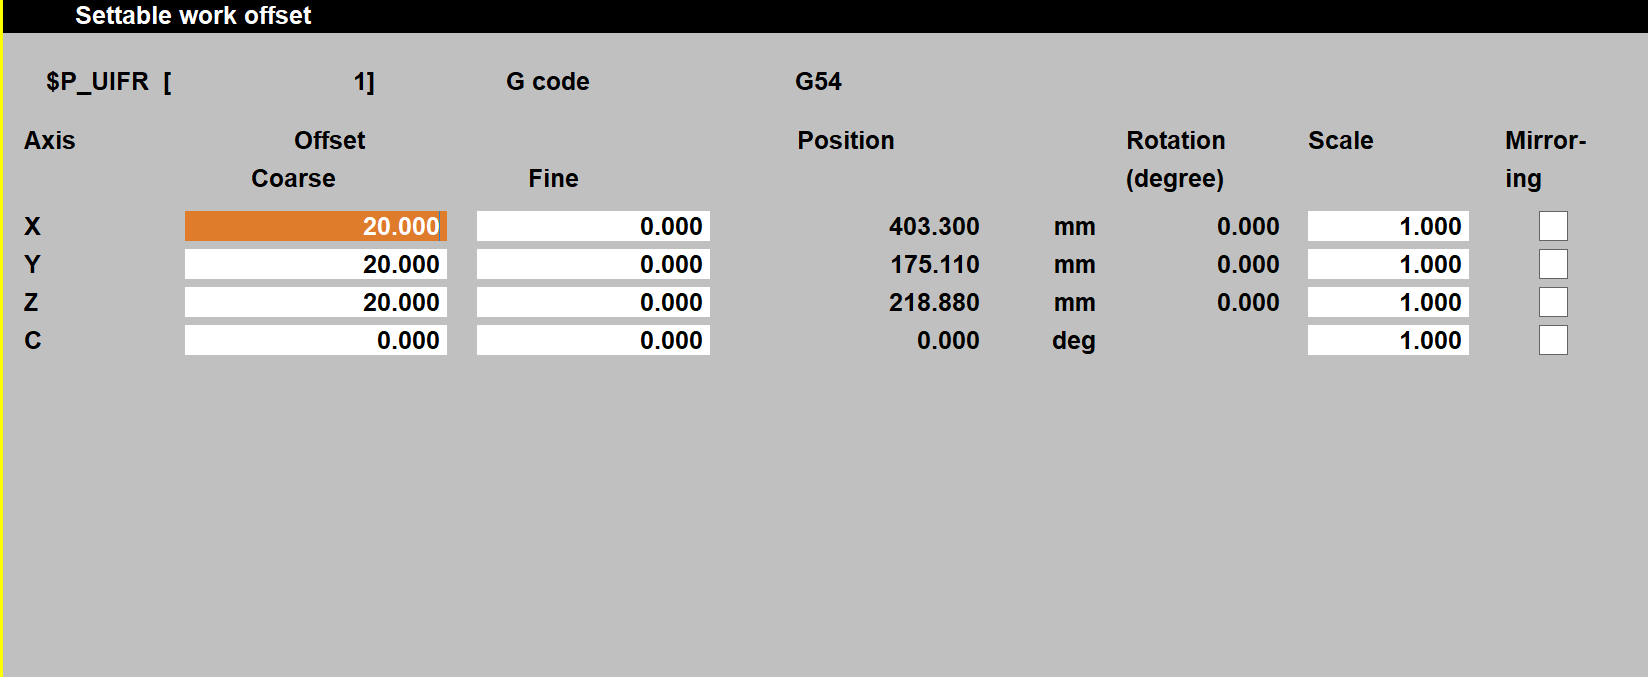 Settable work offset
$P_UIFR [ 1] G code G54
Axis Offset Position Rotation Scale Mirror-
Coarse Fine (degree) ing
X 20.000 0.000 403.300 mm 0.000 1.000
Y 20.000 0.000 175.110 mm 0.000 1.000
Z 20.000 0.000 218.880 mm 0.000 1.000
C 0.000 0.000 0.000 deg 1.000